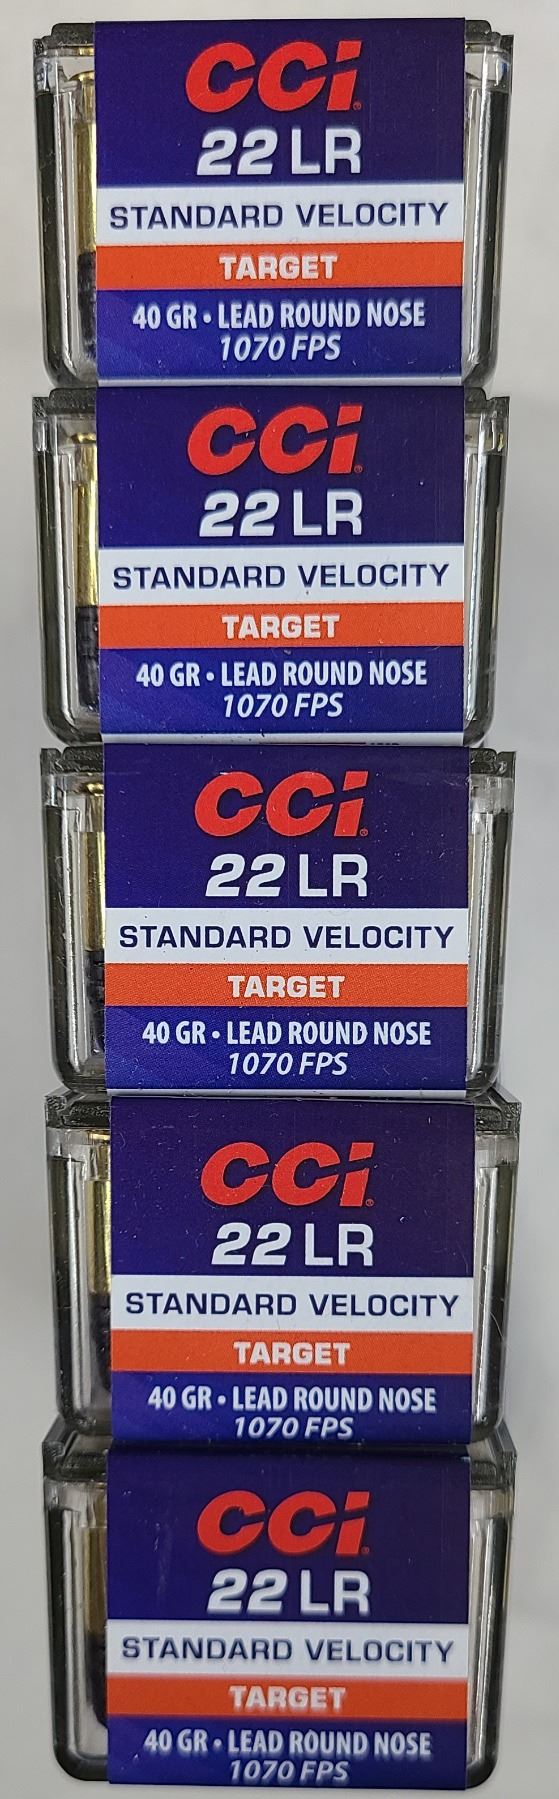 CCI
22 LR
STANDARD VELOCITY
TARGET
40 GR • LEAD ROUND NOSE
1070 FPS
CCI
22 LR
STANDARD VELOCITY
TARGET
40 GR • LEAD ROUND NOSE
1070 FPS
CCI
22 LR
STANDARD VELOCITY
TARGET
40 GR • LEAD ROUND NOSE
1070 FPS
CCI
22 LR
STANDARD VELOCITY
TARGET
40 GR • LEAD ROUND NOSE
1070 FPS
CCI
22 LR
STANDARD VELOCITY
TARGET
40 GR • LEAD ROUND NOSE
1070 FPS